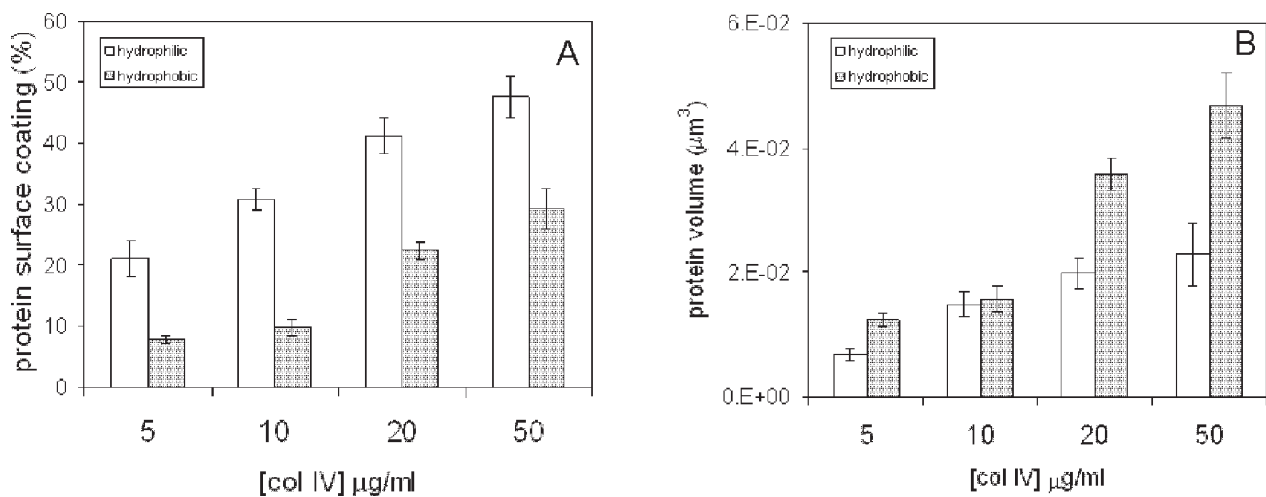 protein surface coating (%)
60
50
40
30
20
10
0
hydrophilic
hydrophobic
A
5 10 20 50
[col IV] μg/ml
protein volume (μm³)
6.E-02
4.E-02
2.E-02
0.E+00
hydrophilic
hydrophobic
B
5 10 20 50
[col IV] μg/ml